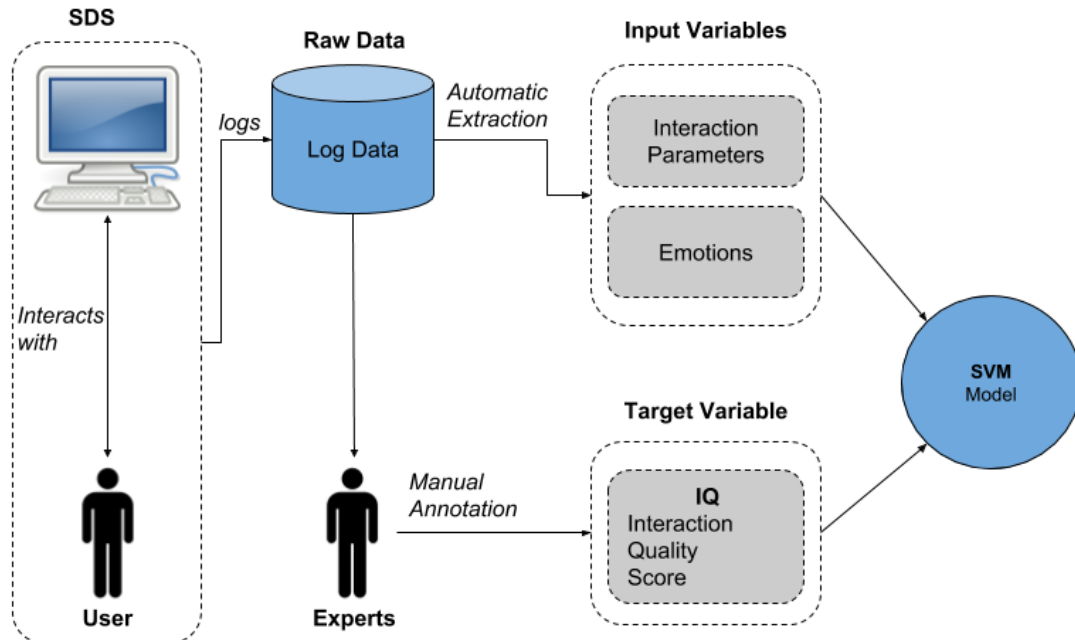 SDS
Raw Data
Input Variables
logs
Log Data
Automatic
Extraction
Interaction
Parameters
Emotions
Interacts
with
SVM
Model
Target Variable
Manual
Annotation
IQ
Interaction
Quality
Score
User
Experts